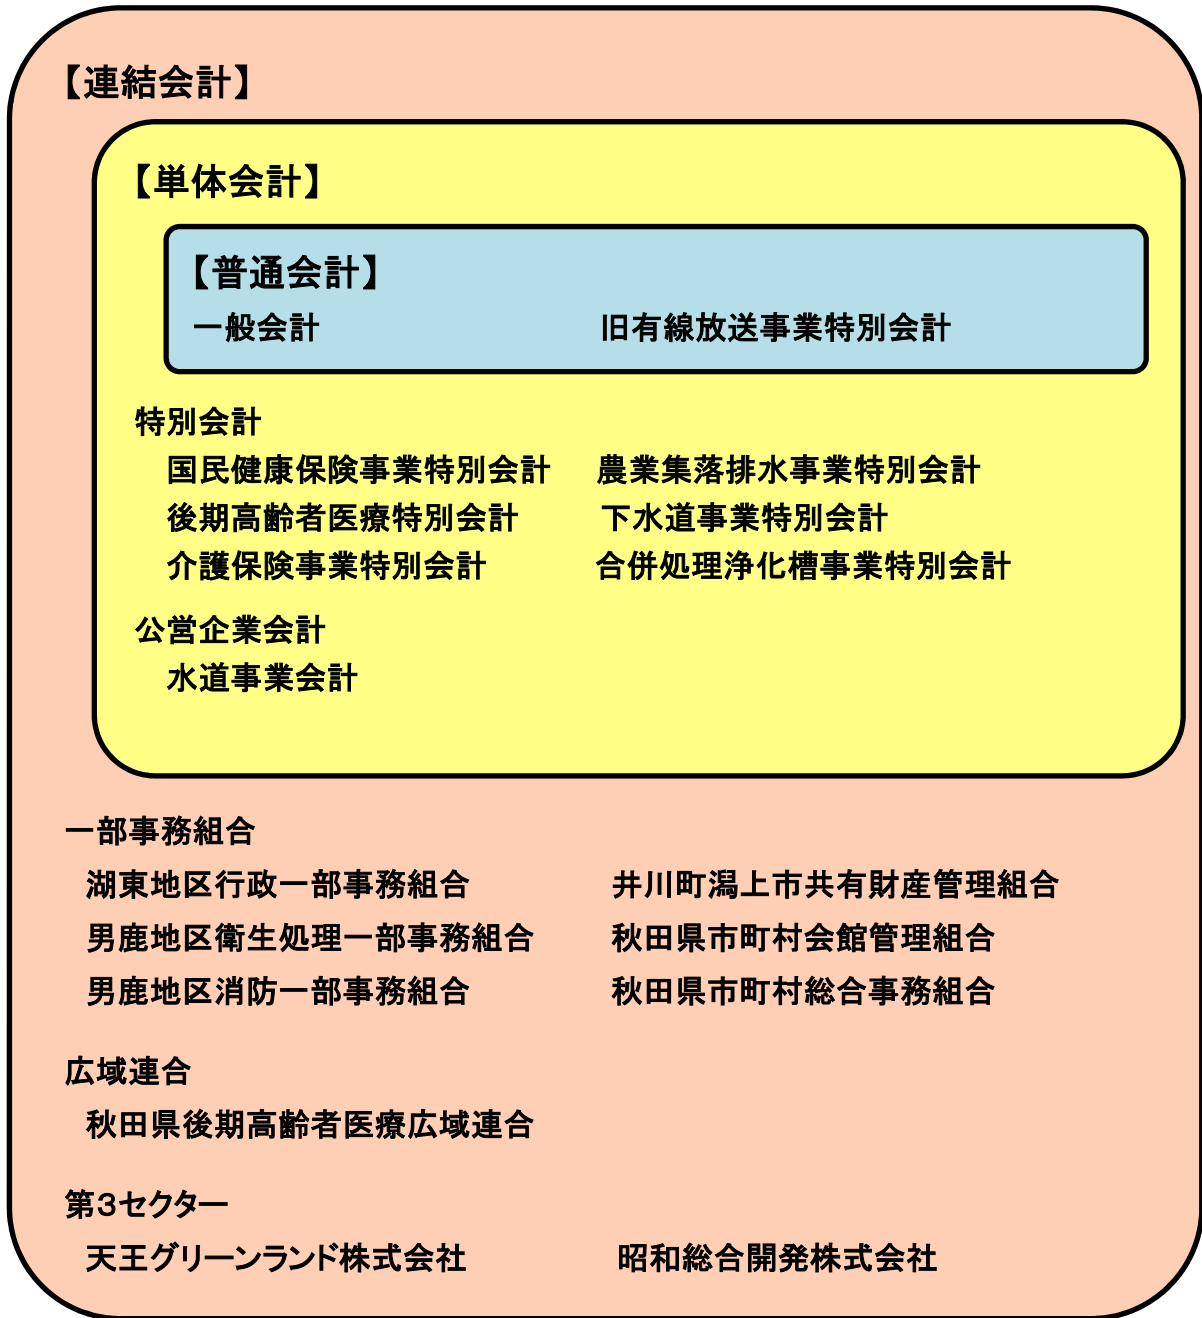 【連結会計】
【単体会計】
【普通会計】
一般会計 旧有線放送事業特別会計
特別会計
国民健康保険事業特別会計 農業集落排水事業特別会計
後期高齢者医療特別会計 下水道事業特別会計
介護保険事業特別会計 合併処理浄化槽事業特別会計
公営企業会計
水道事業会計
一部事務組合
湖東地区行政一部事務組合 井川町潟上市共有財産管理組合
男鹿地区衛生処理一部事務組合 秋田県市町村会館管理組合
男鹿地区消防一部事務組合 秋田県市町村総合事務組合
広域連合
秋田県後期高齢者医療広域連合
第3セクター
天王グリーンランド株式会社 昭和総合開発株式会社